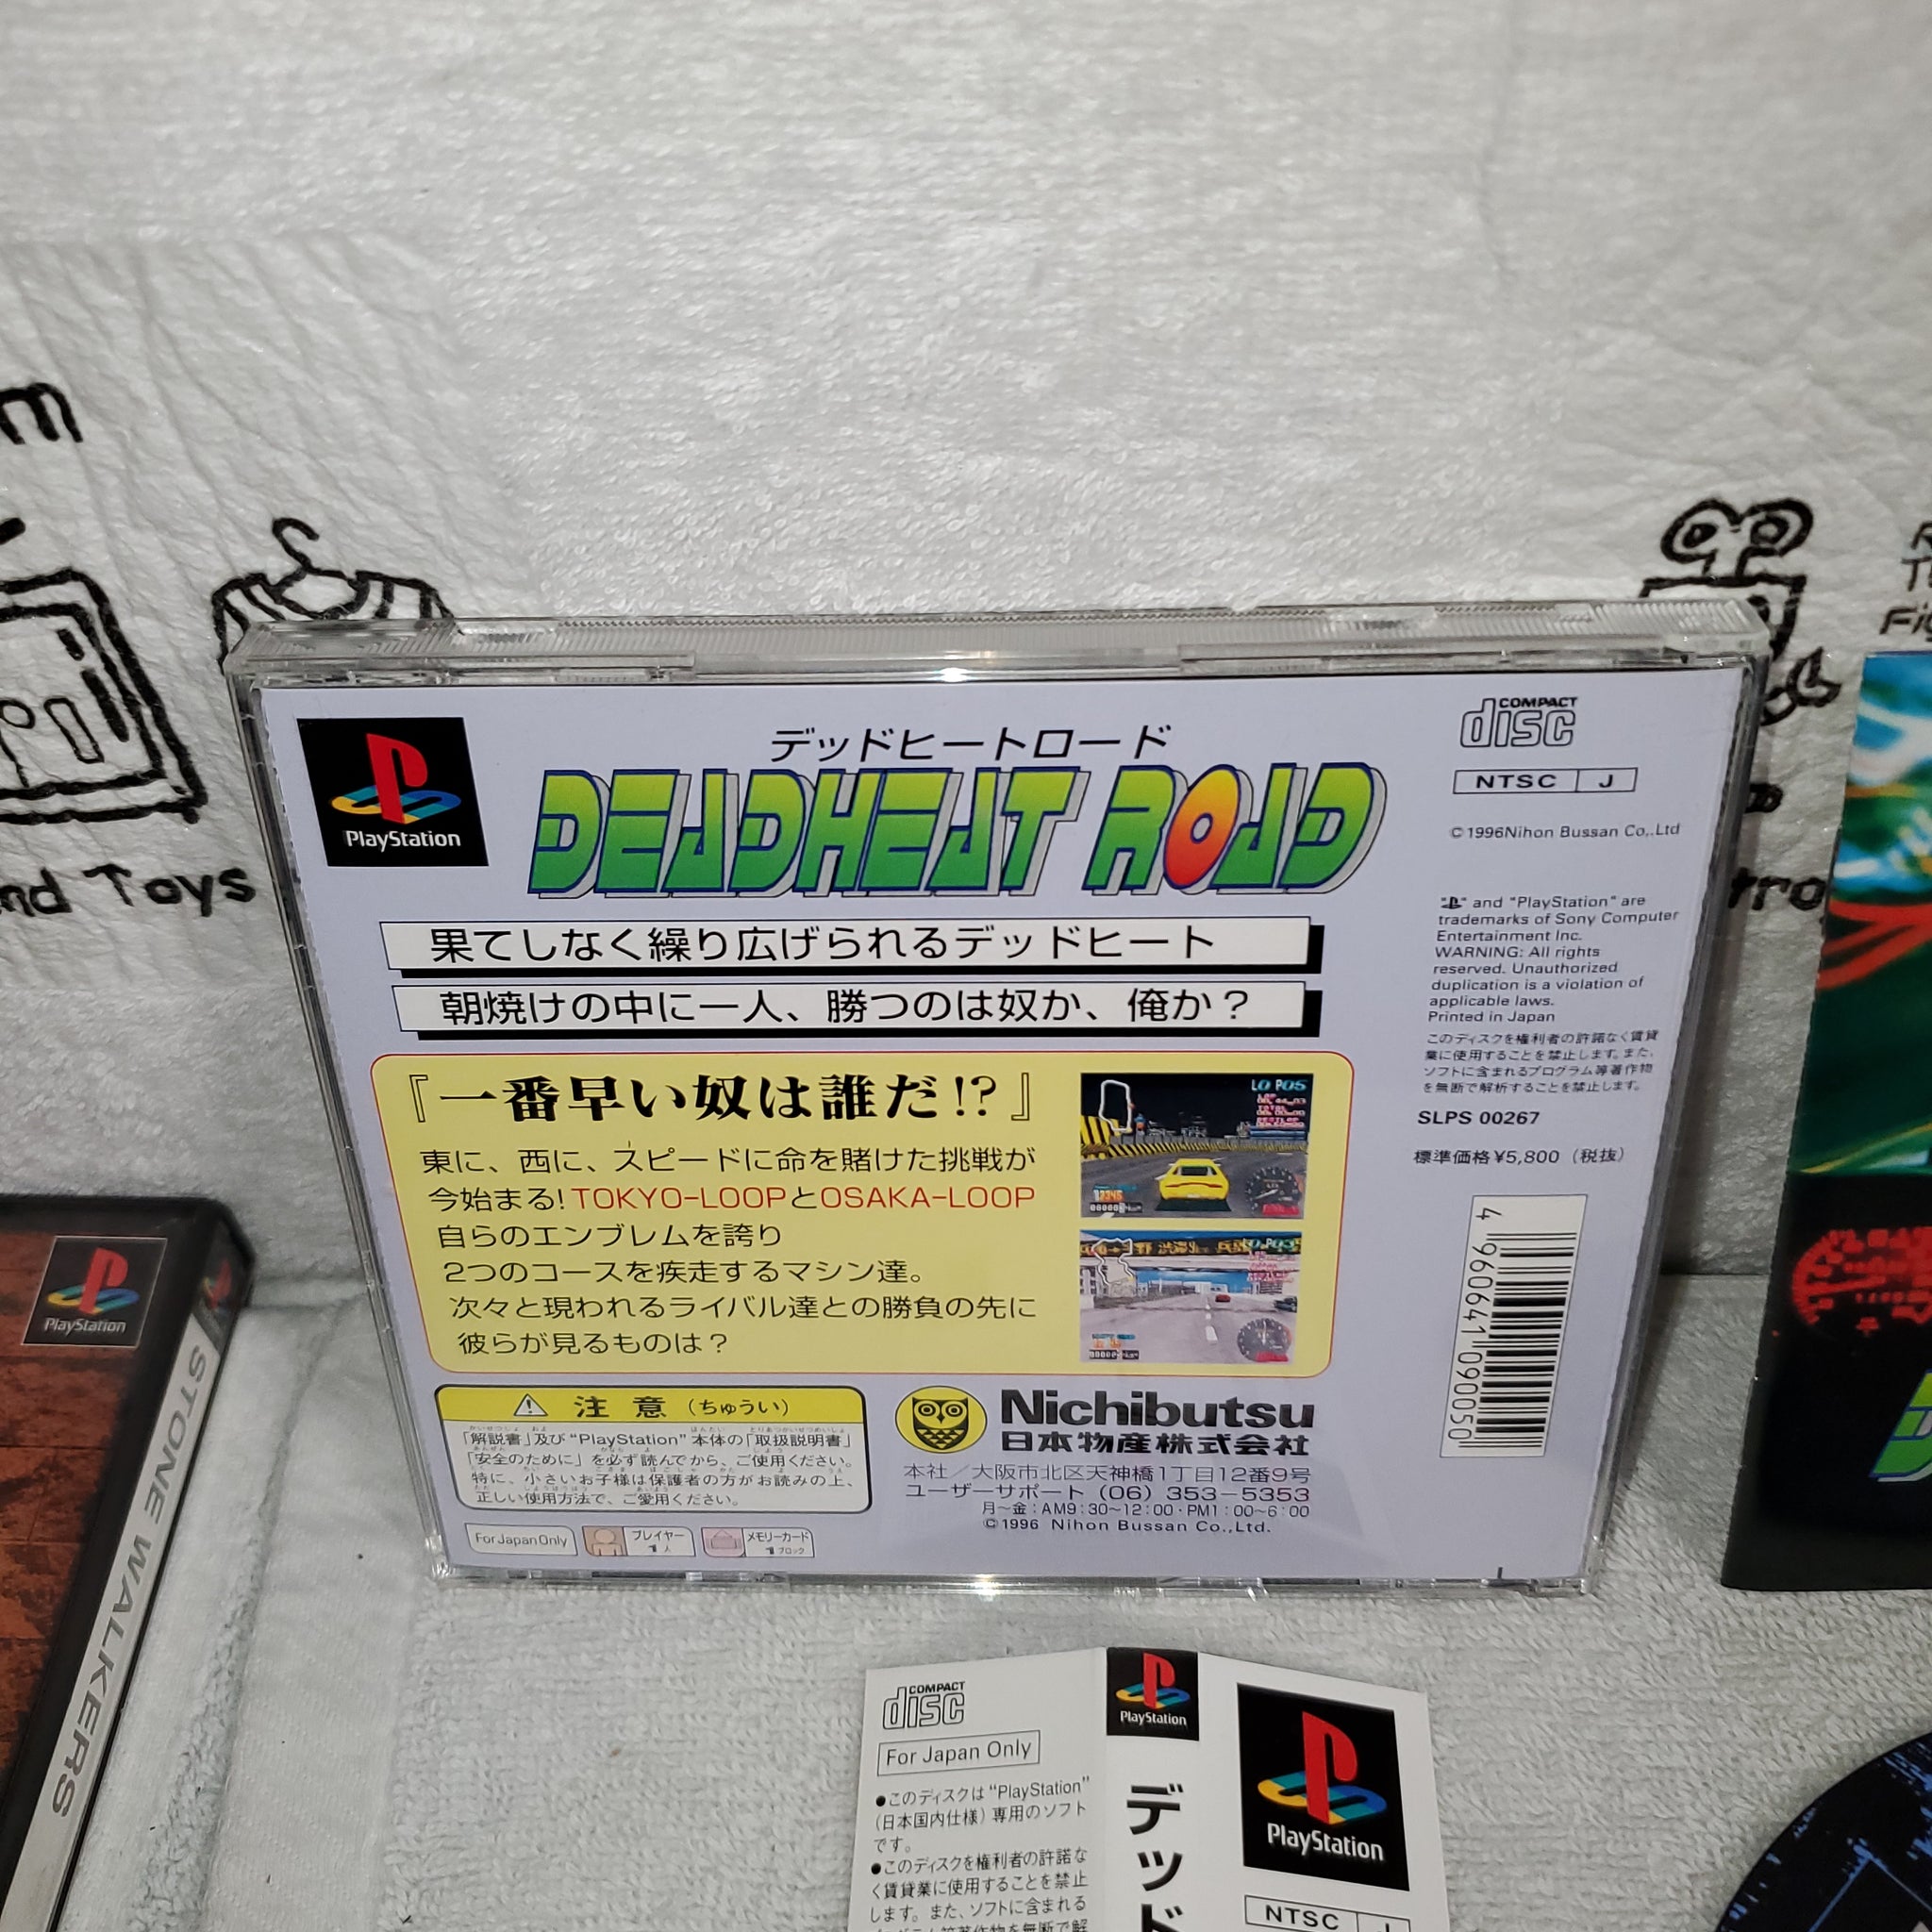 m
nd Toys
PlayStation
デッドヒートロード
DEADHEAT ROAD
果てしなく繰り広げられるデッドヒート
朝焼けの中に一人、勝つのは奴か、俺か？
『一番早い奴は誰だ!?』
東に、西に、スピードに命を賭けた挑戦が
今始まる! TOKYO-LOOPとOSAKA-LOOP
自らのエンブレムを誇り
2つのコースを疾走するマシン達。
次々と現われるライバル達との勝負の先に
彼らが見るものは？
LO POS
注意（ちゅうい）
「解説書」及び“PlayStation”本体の「取扱説明書」
「安全のために」を必ず読んでから、ご使用ください。
特に、小さいお子様は保護者の方がお読みの上、
正しい使用方法で、ご愛用ください。
For Japan Only
プレイヤー
1人
メモリーカード
1ブロック
Nichibutsu
日本物産株式会社
本社／大阪市北区天神橋1丁目12番9号
ユーザーサポート（06）353-5353
月～金：AM9:30～12:00・PM1:00～6:00
©1996 Nihon Bussan Co.,Ltd.
COMPACT
disc
NTSC J
©1996Nihon Bussan Co,.Ltd
" " and "PlayStation" are
trademarks of Sony Computer
Entertainment Inc.
WARNING: All rights
reserved. Unauthorized
duplication is a violation of
applicable laws.
Printed in Japan
このディスクを権利者の許諾なく賃貸
業に使用することを禁止します。また、
ソフトに含まれるプログラム等著作物
を無断で解析することを禁止します。
SLPS 00267
標準価格¥5,800（税抜）
4 960641 090050
PlayStation
STONE WALKERS
COMPACT
disc
For Japan Only
●このディスクは“PlayStation”
（日本国内仕様）専用のソフト
です。
●このディスクを権利者の許諾な
く賃貸業に使用することを禁止
します。また、ソフトに含まれる
PlayStation
デッド
PlayStation
NTSC J